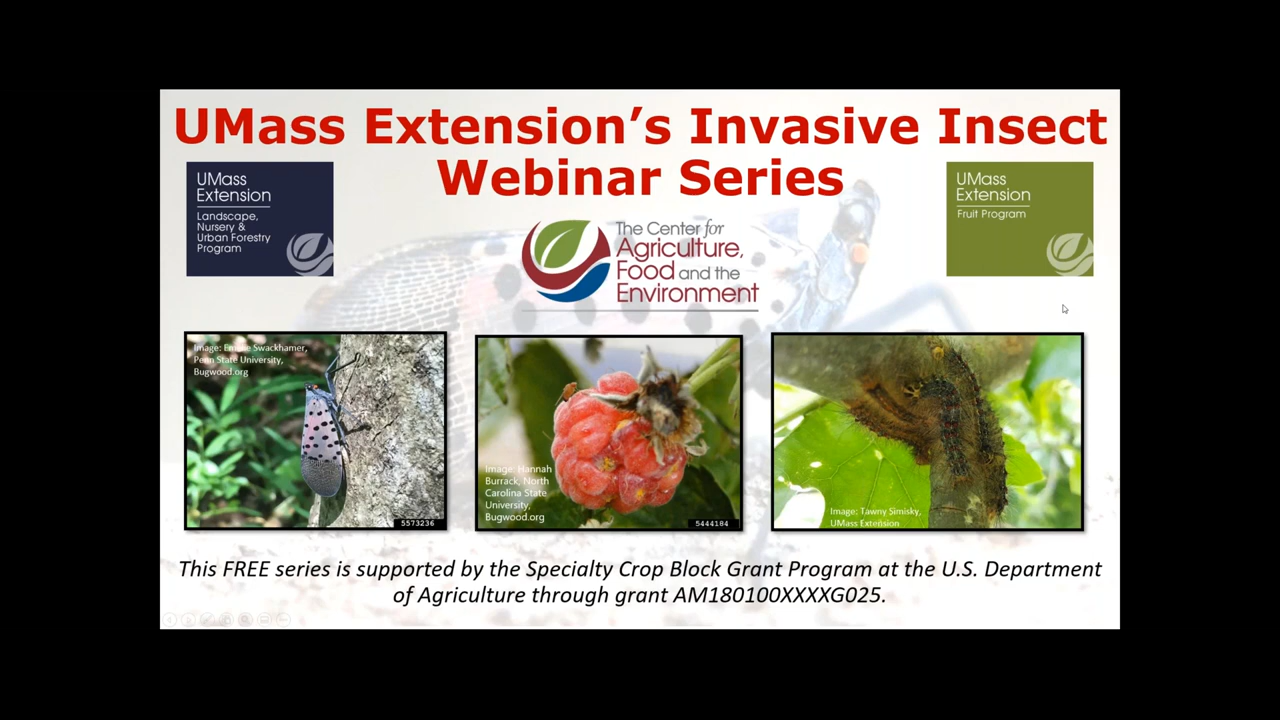 UMass Extension’s Invasive Insect
Webinar Series
UMass
Extension
Landscape,
Nursery &
Urban Forestry
Program
The Center for
Agriculture,
Food and the
Environment
UMass
Extension
Fruit Program
Image: Emelie Swackhamer,
Penn State University,
Bugwood.org
5573236
Image: Hannah
Burrack, North
Carolina State
University,
Bugwood.org
5444184
Image: Tawny Simisky,
UMass Extension
This FREE series is supported by the Specialty Crop Block Grant Program at the U.S. Department
of Agriculture through grant AM180100XXXXG025.